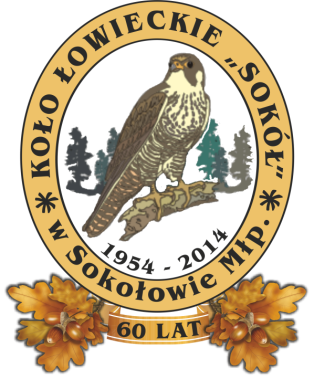 * KOŁO ŁOWIECKIE „SOKÓŁ” *
w Sokołowie Młp.
1954 - 2014
60 LAT